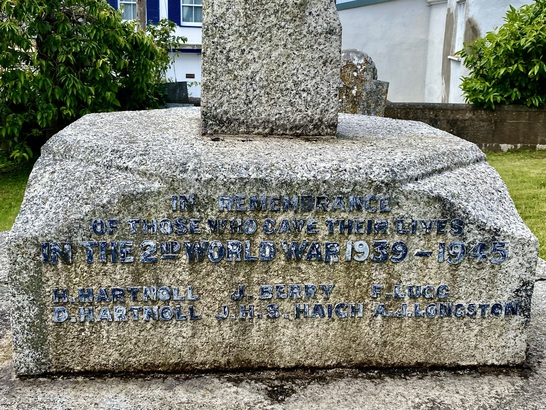 IN REMEMBRANCE
OF THOSE WHO GAVE THEIR LIVES
IN THE 2ND WORLD WAR 1939 - 1945
H. HARTNOLL J. BERRY F. LUGG
D. HARTNOLL J.H.S. HAICH A.J. LONGSTON